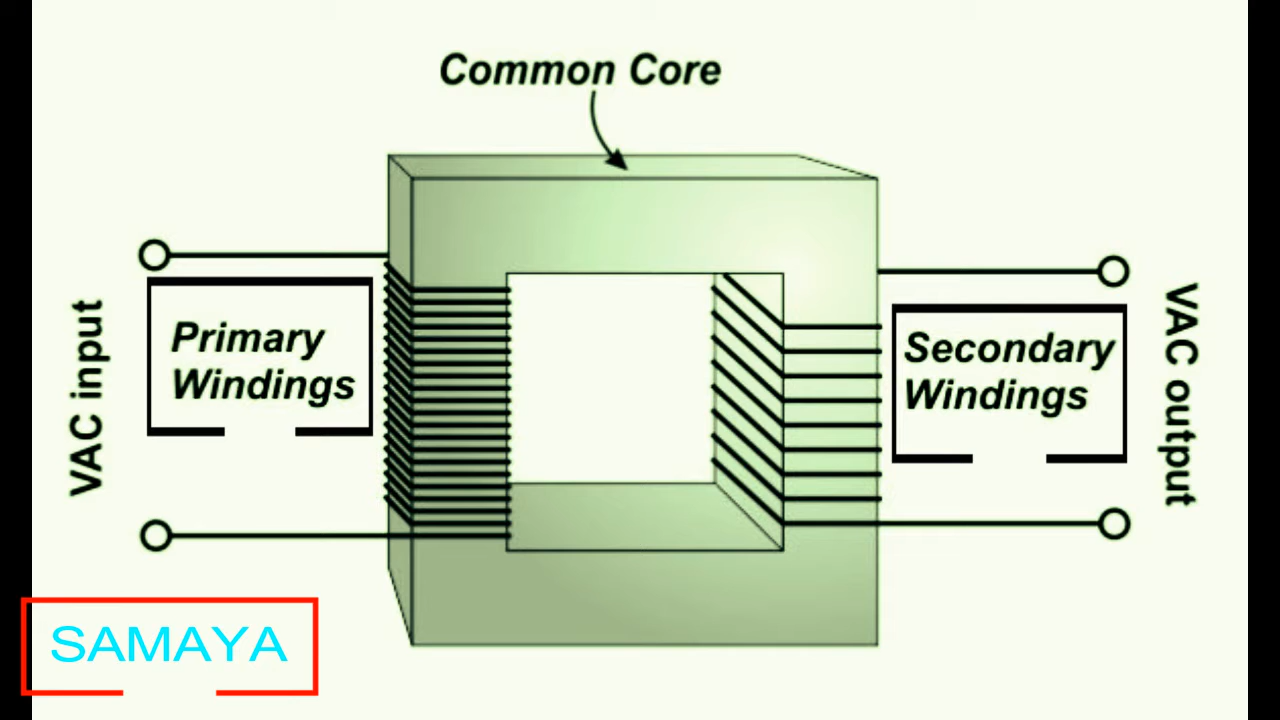 Common Core
VAC input
Primary
Windings
Secondary
Windings
VAC output
SAMAYA